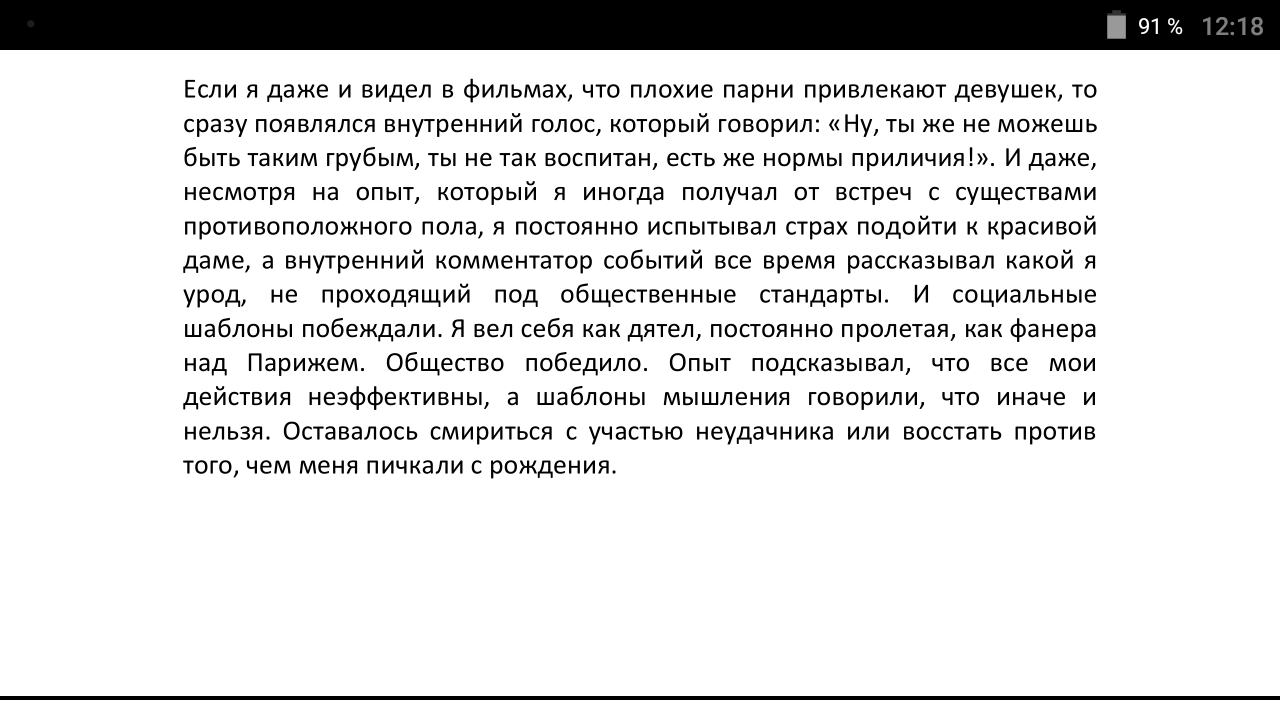 91 % 12:18
Если я даже и видел в фильмах, что плохие парни привлекают девушек, то
сразу появлялся внутренний голос, который говорил: «Ну, ты же не можешь
быть таким грубым, ты не так воспитан, есть же нормы приличия!». И даже,
несмотря на опыт, который я иногда получал от встреч с существами
противоположного пола, я постоянно испытывал страх подойти к красивой
даме, а внутренний комментатор событий все время рассказывал какой я
урод, не проходящий под общественные стандарты. И социальные
шаблоны побеждали. Я вел себя как дятел, постоянно пролетая, как фанера
над Парижем. Общество победило. Опыт подсказывал, что все мои
действия неэффективны, а шаблоны мышления говорили, что иначе и
нельзя. Оставалось смириться с участью неудачника или восстать против
того, чем меня пичкали с рождения.